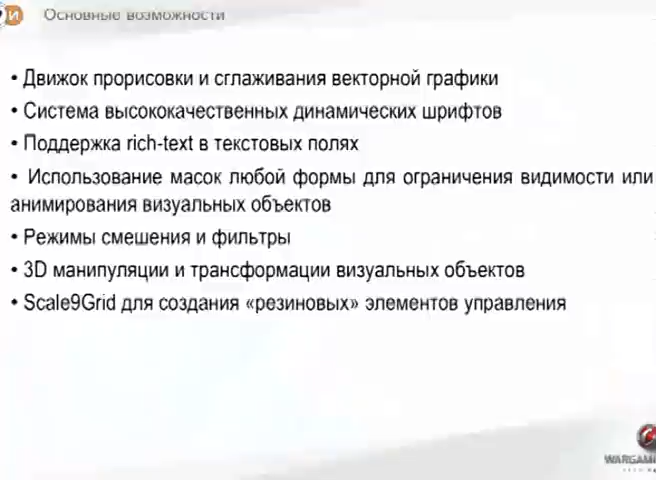 и Основные возможности
• Движок прорисовки и сглаживания векторной графики
• Система высококачественных динамических шрифтов
• Поддержка rich-text в текстовых полях
• Использование масок любой формы для ограничения видимости или
анимирования визуальных объектов
• Режимы смешения и фильтры
• 3D манипуляции и трансформации визуальных объектов
• Scale9Grid для создания «резиновых» элементов управления